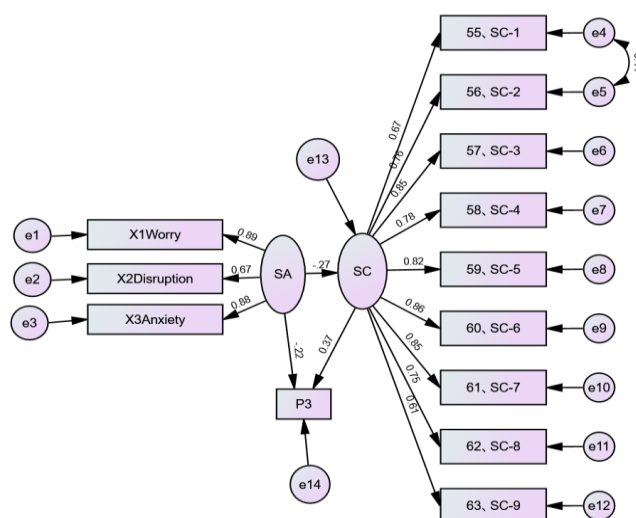 55、SC-1
e4
56、SC-2
e5
57、SC-3
e6
58、SC-4
e7
59、SC-5
e8
60、SC-6
e9
61、SC-7
e10
62、SC-8
e11
63、SC-9
e12
0.67
0.76
0.85
0.78
0.82
0.86
0.85
0.75
0.61
e13
SC
SA
-.27
e1
X1Worry
0.89
e2
X2Disruption
0.67
e3
X3Anxiety
0.88
-.22
0.37
P3
e14